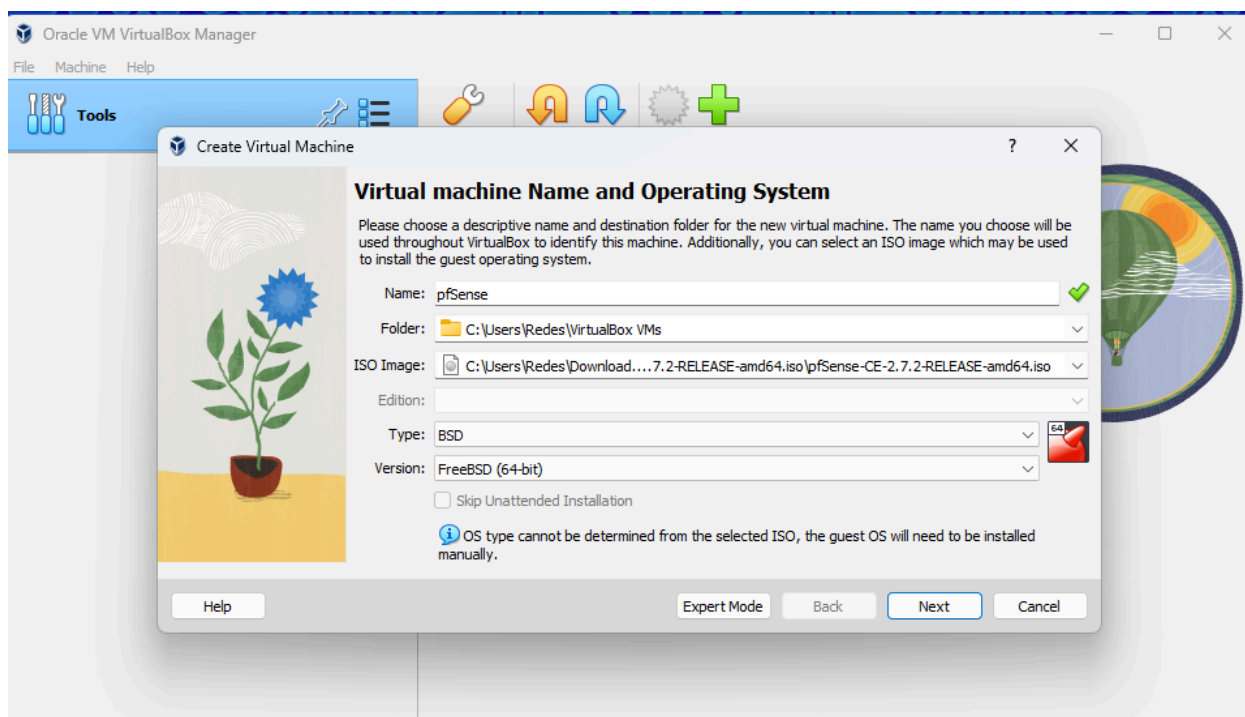 Oracle VM VirtualBox Manager
File Machine Help
Tools
Create Virtual Machine
?
Virtual machine Name and Operating System
Please choose a descriptive name and destination folder for the new virtual machine. The name you choose will be
used throughout VirtualBox to identify this machine. Additionally, you can select an ISO image which may be used
to install the guest operating system.
Name: pfSense
Folder: C:\Users\Redes\VirtualBox VMs
ISO Image: C:\Users\Redes\Download....7.2-RELEASE-amd64.iso\pfSense-CE-2.7.2-RELEASE-amd64.iso
Edition:
Type: BSD
64
Version: FreeBSD (64-bit)
Skip Unattended Installation
OS type cannot be determined from the selected ISO, the guest OS will need to be installed
manually.
Help Expert Mode Back Next Cancel